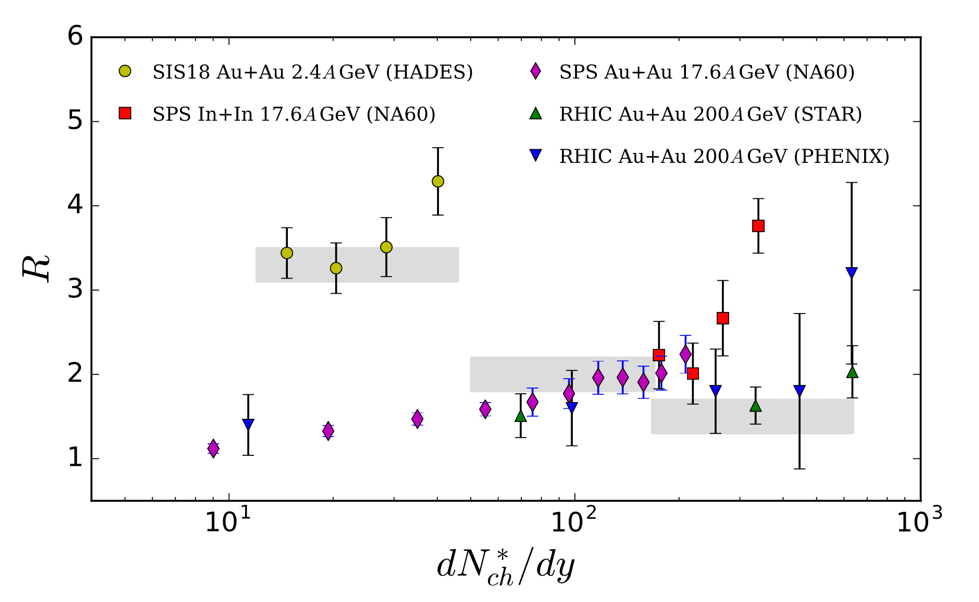 6
5
4
3
2
1
R
SIS18 Au+Au 2.4A GeV (HADES)
SPS In+In 17.6A GeV (NA60)
SPS Au+Au 17.6A GeV (NA60)
RHIC Au+Au 200A GeV (STAR)
RHIC Au+Au 200A GeV (PHENIX)
10^1 10^2 10^3
dN^*_{ch}/dy